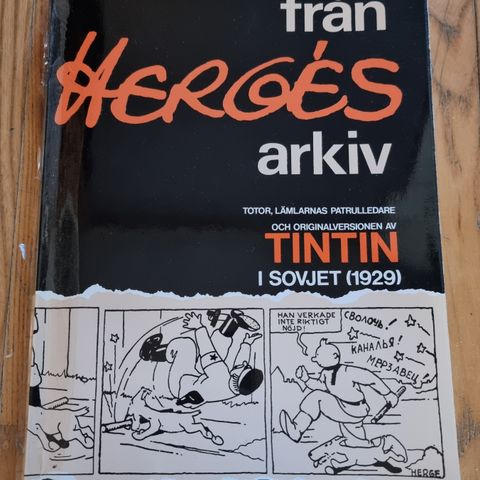 från
HERGÉS
arkiv
TOTOR, LÄMLARNAS PATRULLEDARE
OCH ORIGINALVERSIONEN AV
TINTIN
I SOVJET (1929)
HAN VERKADE
INTE RIKTIGT
NÖJD!
СВОЛОЧЬ!
КАНАЛЬЯ!
МЕРЗАВЕЦ!
HERGÉ